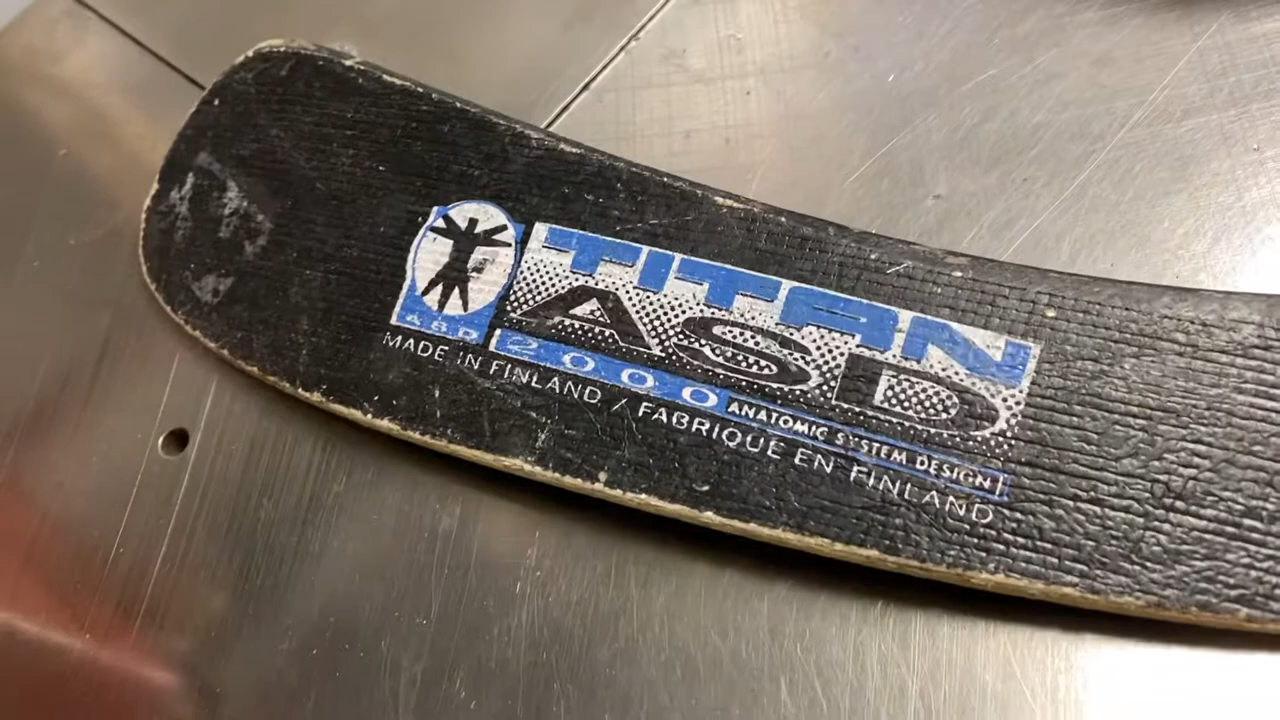 TITAN
ASD
ASD 2000 ANATOMIC SYSTEM DESIGN
MADE IN FINLAND / FABRIQUE EN FINLAND